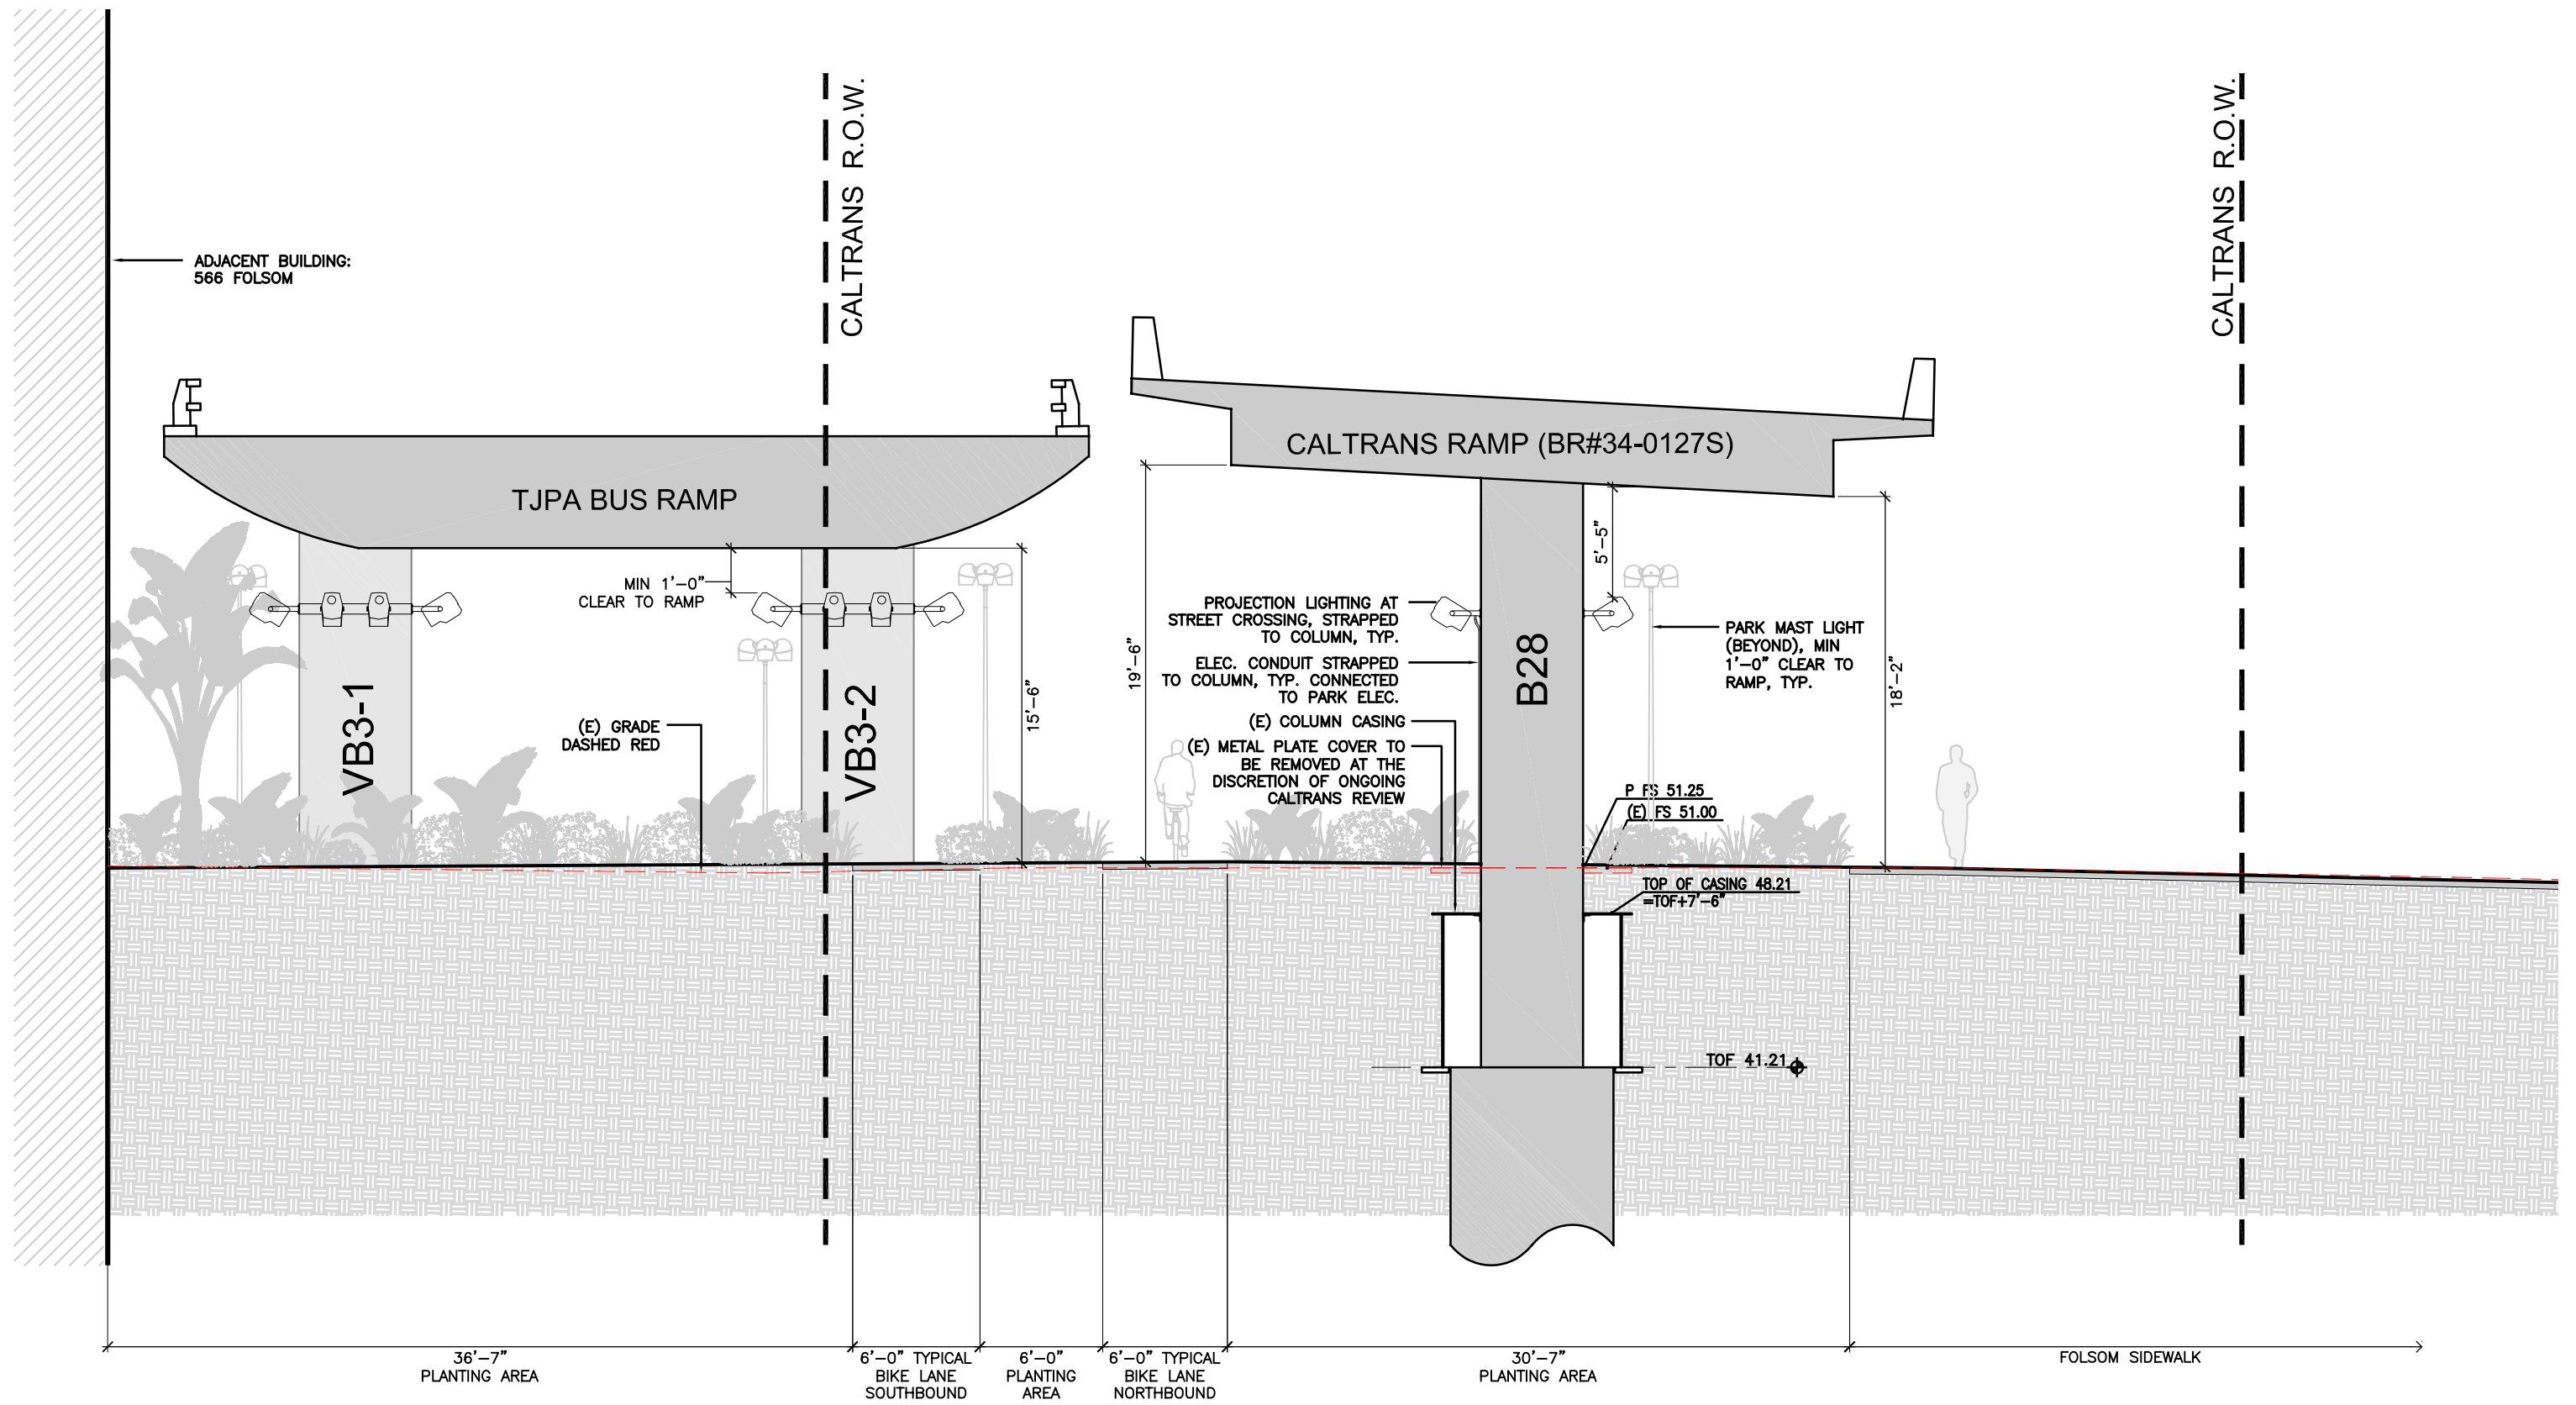 CALTRANS R.O.W.
CALTRANS R.O.W.
ADJACENT BUILDING:
566 FOLSOM
TJPA BUS RAMP
CALTRANS RAMP (BR#34-0127S)
MIN 1'-0"
CLEAR TO RAMP
5'-5"
PROJECTION LIGHTING AT
STREET CROSSING, STRAPPED
TO COLUMN, TYP.
ELEC. CONDUIT STRAPPED
TO COLUMN, TYP. CONNECTED
TO PARK ELEC.
(E) COLUMN CASING
(E) METAL PLATE COVER TO
BE REMOVED AT THE
DISCRETION OF ONGOING
CALTRANS REVIEW
B28
PARK MAST LIGHT
(BEYOND), MIN
1'-0" CLEAR TO
RAMP, TYP.
19'-6"
18'-2"
15'-6"
VB3-1
VB3-2
(E) GRADE
DASHED RED
P FS 51.25
(E) FS 51.00
TOP OF CASING 48.21
=TOF+7'-6"
TOF 41.21
36'-7"
PLANTING AREA
6'-0" TYPICAL
BIKE LANE
SOUTHBOUND
6'-0"
PLANTING
AREA
6'-0" TYPICAL
BIKE LANE
NORTHBOUND
30'-7"
PLANTING AREA
FOLSOM SIDEWALK